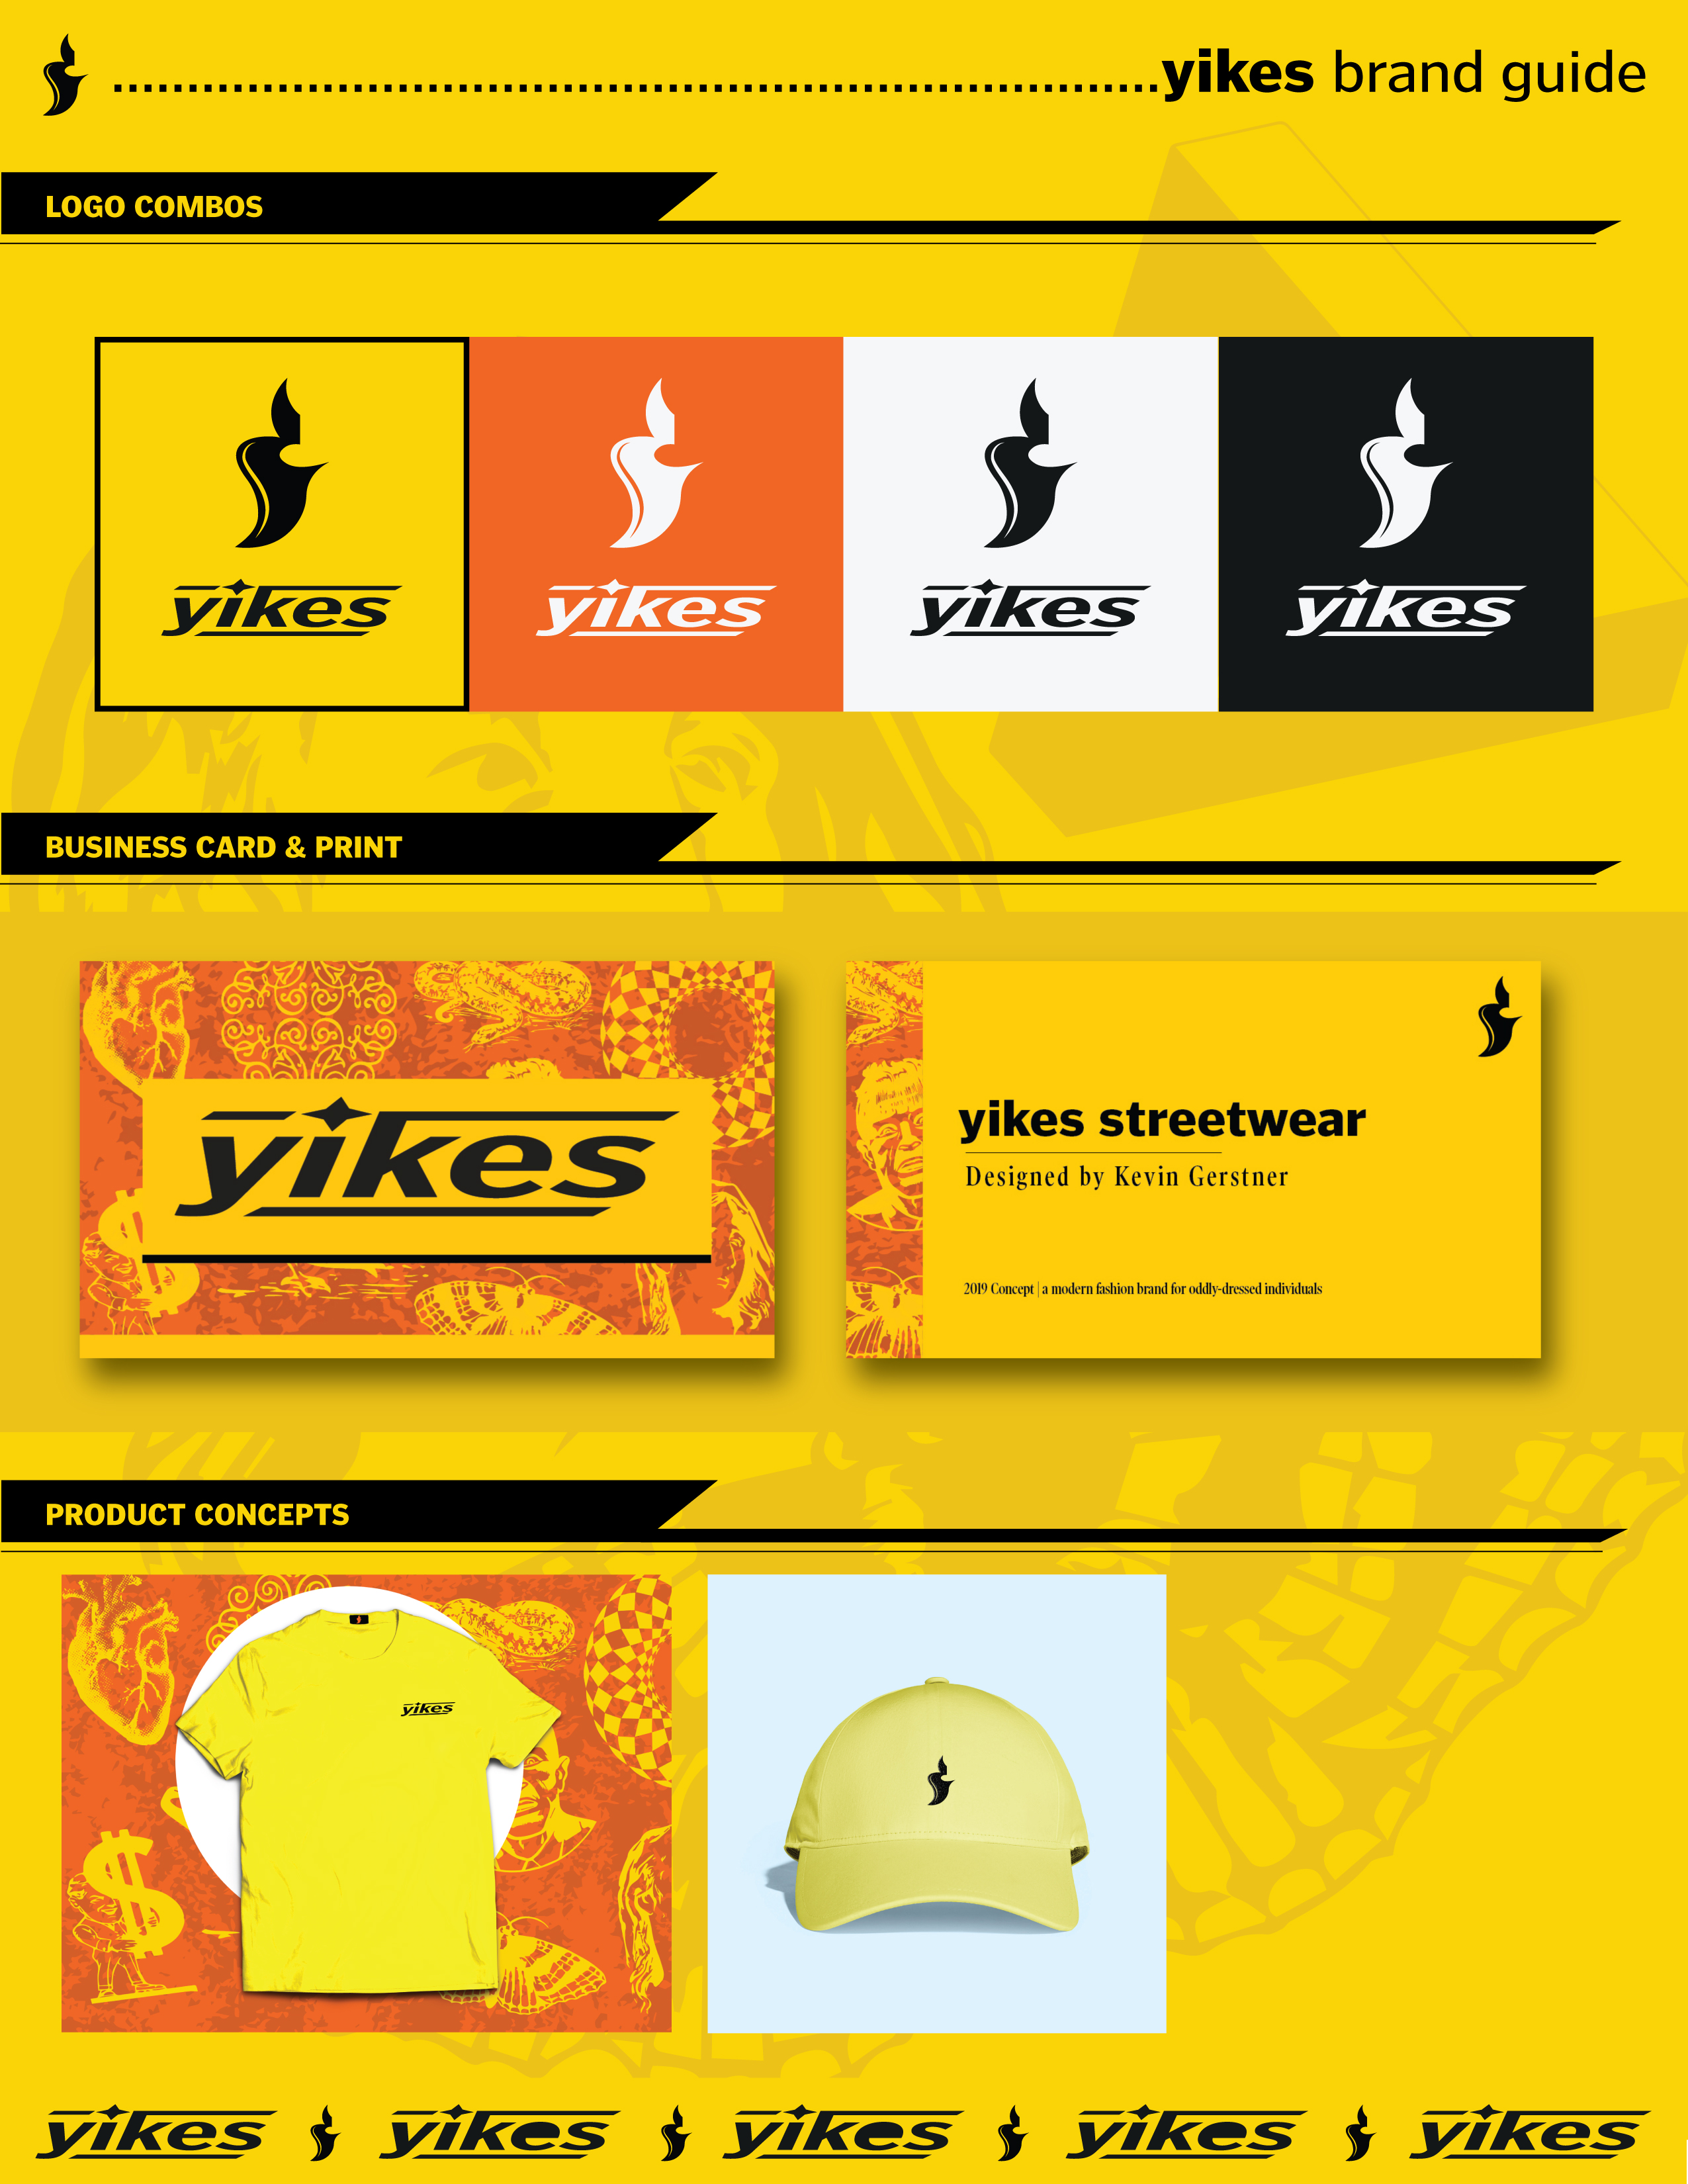 yikes brand guide
LOGO COMBOS
yikes
yikes
yikes
yikes
BUSINESS CARD & PRINT
yikes
yikes streetwear
Designed by Kevin Gerstner
2019 Concept | a modern fashion brand for oddly-dressed individuals
PRODUCT CONCEPTS
yikes
yikes yikes yikes yikes yikes